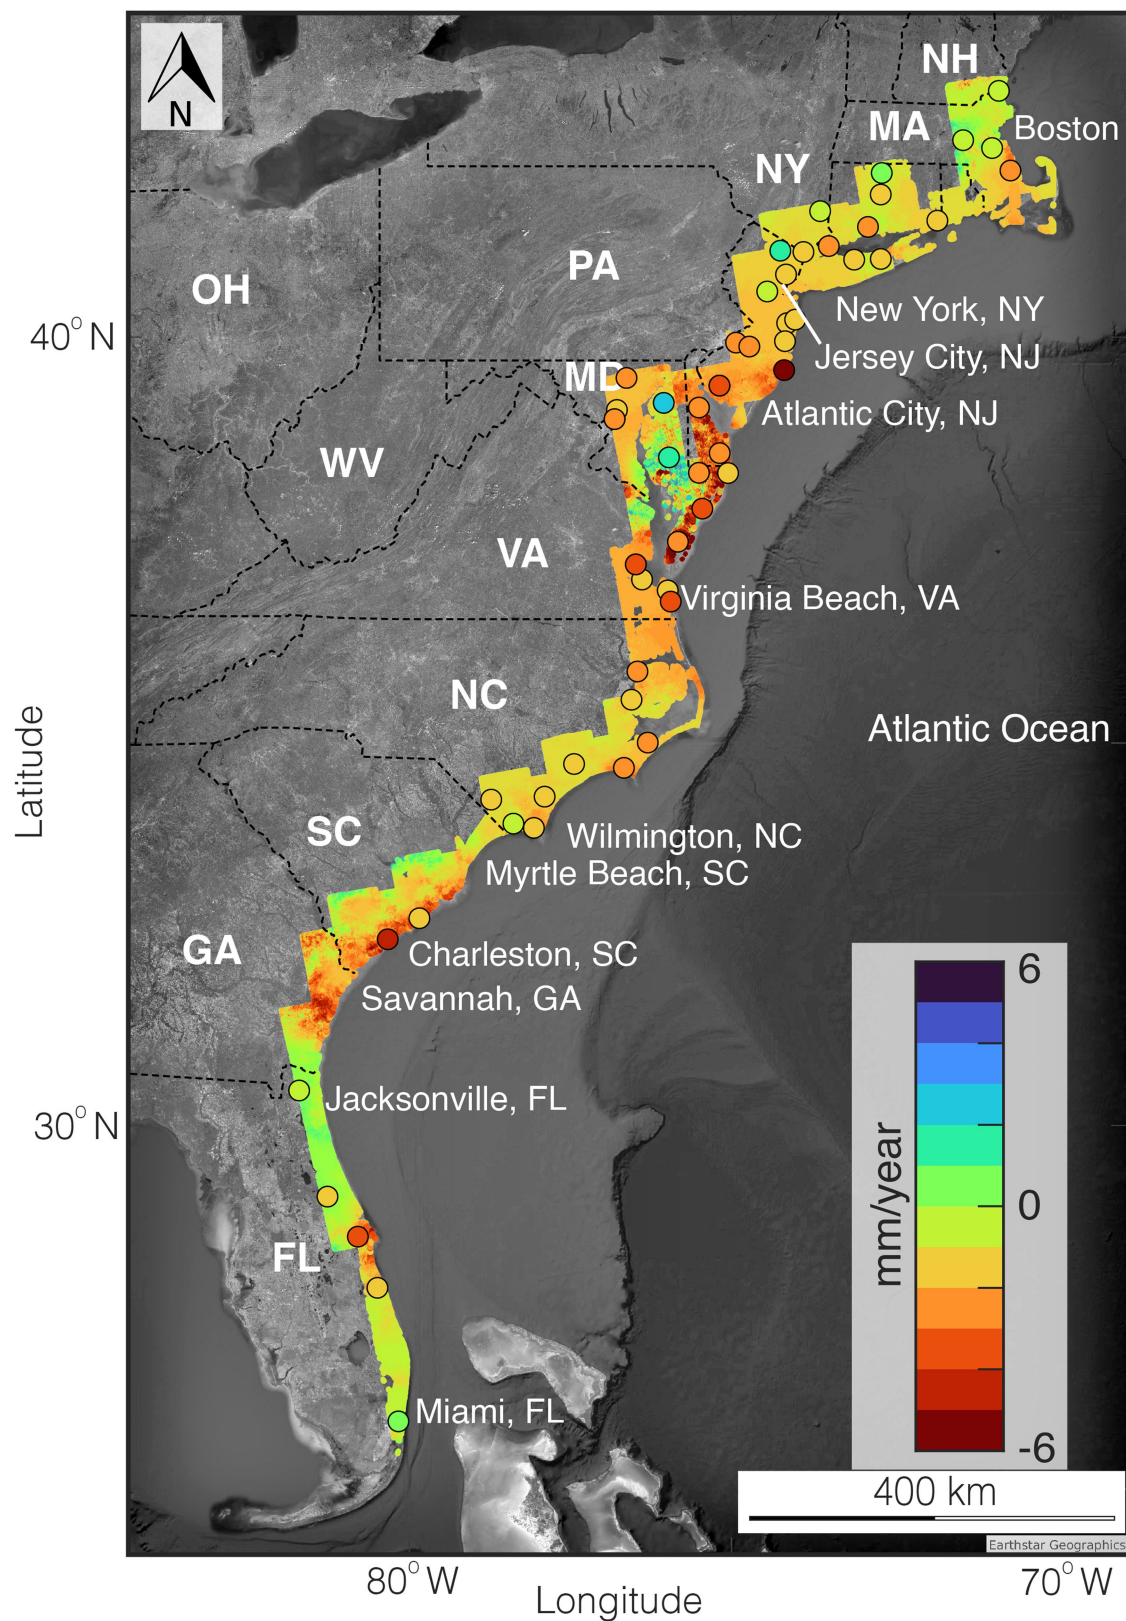 N
NH
Boston
MA
NY
PA
OH
New York, NY
40° N
Jersey City, NJ
MD
Atlantic City, NJ
WV
VA
Virginia Beach, VA
NC
Latitude
Atlantic Ocean
SC
Wilmington, NC
Myrtle Beach, SC
GA
Charleston, SC
6
Savannah, GA
Jacksonville, FL
30° N
mm/year
0
FL
Miami, FL
-6
400 km
Earthstar Geographics
80° W
70° W
Longitude